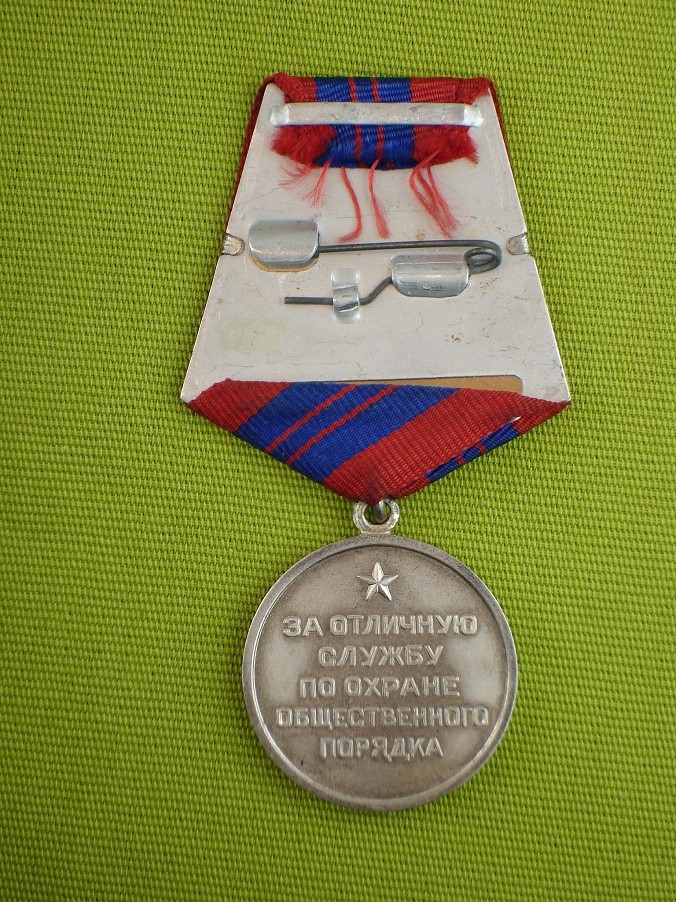 ЗА ОТЛИЧНУЮ
СЛУЖБУ
ПО ОХРАНЕ
ОБЩЕСТВЕННОГО
ПОРЯДКА